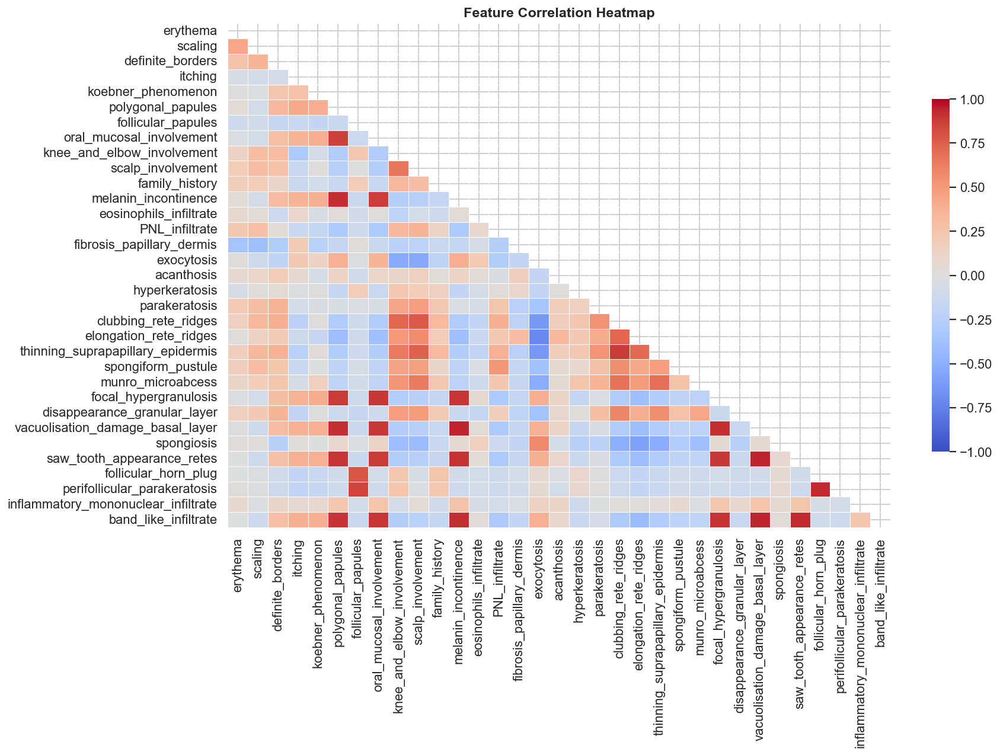 Feature Correlation Heatmap
erythema
scaling
definite_borders
itching
koebner_phenomenon
polygonal_papules
follicular_papules
oral_mucosal_involvement
knee_and_elbow_involvement
scalp_involvement
family_history
melanin_incontinence
eosinophils_infiltrate
PNL_infiltrate
fibrosis_papillary_dermis
exocytosis
acanthosis
hyperkeratosis
parakeratosis
clubbing_rete_ridges
elongation_rete_ridges
thinning_suprapapillary_epidermis
spongiform_pustule
munro_microabcess
focal_hypergranulosis
disappearance_granular_layer
vacuolisation_damage_basal_layer
spongiosis
saw_tooth_appearance_retes
follicular_horn_plug
perifollicular_parakeratosis
inflammatory_mononuclear_infiltrate
band_like_infiltrate
erythema
scaling
definite_borders
itching
koebner_phenomenon
polygonal_papules
follicular_papules
oral_mucosal_involvement
knee_and_elbow_involvement
scalp_involvement
family_history
melanin_incontinence
eosinophils_infiltrate
PNL_infiltrate
fibrosis_papillary_dermis
exocytosis
acanthosis
hyperkeratosis
parakeratosis
clubbing_rete_ridges
elongation_rete_ridges
thinning_suprapapillary_epidermis
spongiform_pustule
munro_microabcess
focal_hypergranulosis
disappearance_granular_layer
vacuolisation_damage_basal_layer
spongiosis
saw_tooth_appearance_retes
follicular_horn_plug
perifollicular_parakeratosis
inflammatory_mononuclear_infiltrate
band_like_infiltrate
1.00
0.75
0.50
0.25
0.00
−0.25
−0.50
−0.75
−1.00